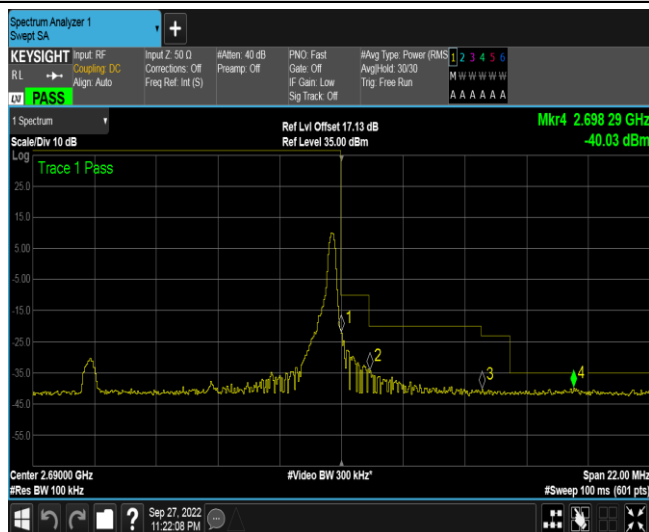 Spectrum Analyzer 1
Swept SA
+
KEYSIGHT Input: RF Input Z: 50 Ω #Atten: 40 dB PNO: Fast #Avg Type: Power (RMS 1 2 3 4 5 6
RL Coupling: DC Corrections: Off Preamp: Off Gate: Off Avg|Hold: 30/30 M W W W W W
Align: Auto Freq Ref: Int (S) IF Gain: Low Trig: Free Run
LXI PASS Sig Track: Off A A A A A A
1 Spectrum Ref Lvl Offset 17.13 dB Mkr4 2.698 29 GHz
Scale/Div 10 dB Ref Level 35.00 dBm -40.03 dBm
Log
Trace 1 Pass
25.0
15.0
5.00
-5.00
-15.0
1
-25.0
2
-35.0
3
4
-45.0
-55.0
Center 2.69000 GHz #Video BW 300 kHz* Span 22.00 MHz
#Res BW 100 kHz #Sweep 100 ms (601 pts)
? Sep 27, 2022
11:22:08 PM